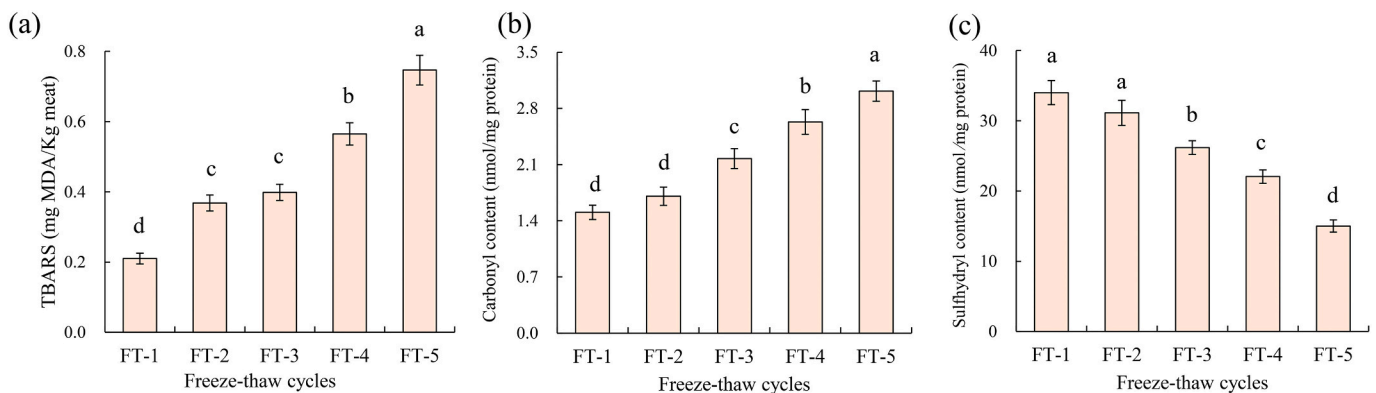 (a)
TBARS (mg MDA/Kg meat)
0.8
0.6
0.4
0.2
0.0
d
c
c
b
a
FT-1 FT-2 FT-3 FT-4 FT-5
Freeze-thaw cycles
(b)
Carbonyl content (nmol/mg protein)
3.5
2.8
2.1
1.4
0.7
0.0
d
d
c
b
a
FT-1 FT-2 FT-3 FT-4 FT-5
Freeze-thaw cycles
(c)
Sulfhydryl content (nmol/mg protein)
40
30
20
10
0
a
a
b
c
d
FT-1 FT-2 FT-3 FT-4 FT-5
Freeze-thaw cycles